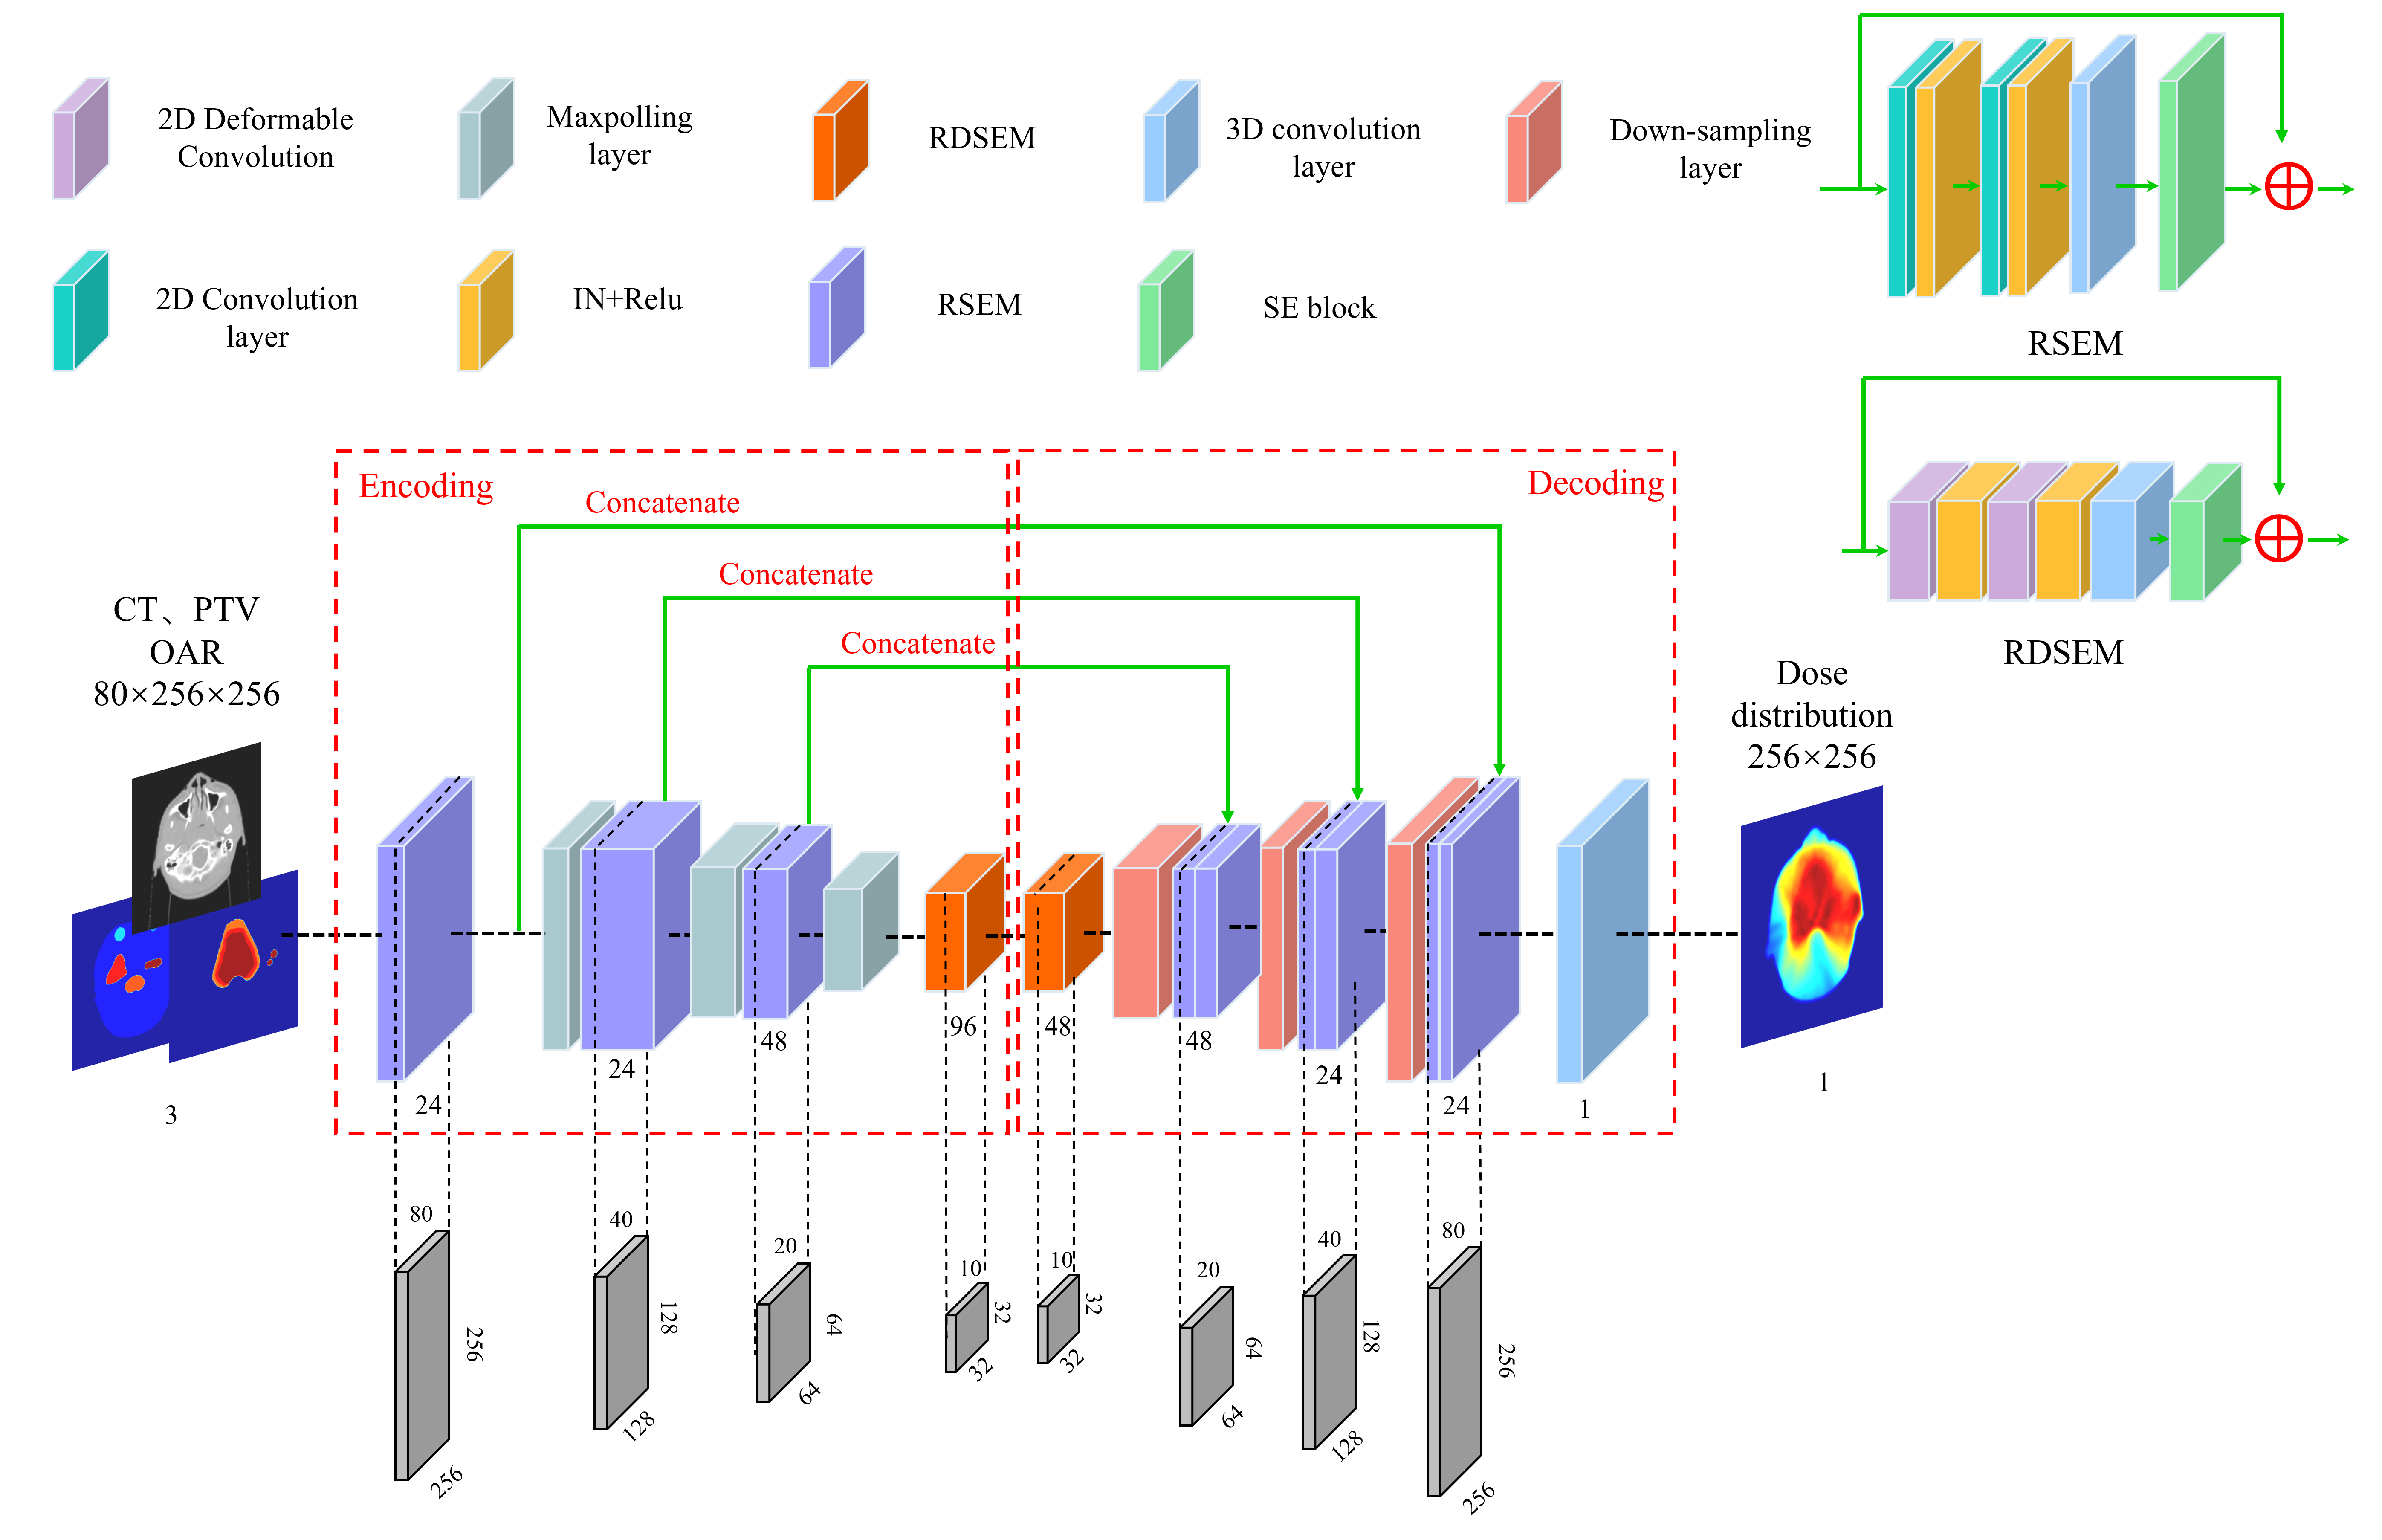 2D Deformable
Convolution
Maxpolling
layer
RDSEM
3D convolution
layer
Down-sampling
layer
2D Convolution
layer
IN+Relu
RSEM
SE block
RSEM
RDSEM
Encoding
Decoding
Concatenate
Concatenate
Concatenate
CT、PTV
OAR
80×256×256
3
Dose
distribution
256×256
1
24
24
48
96
48
48
24
24
1
80
256
256
40
128
128
20
64
64
10
32
32
10
32
32
20
64
64
40
128
128
80
256
256